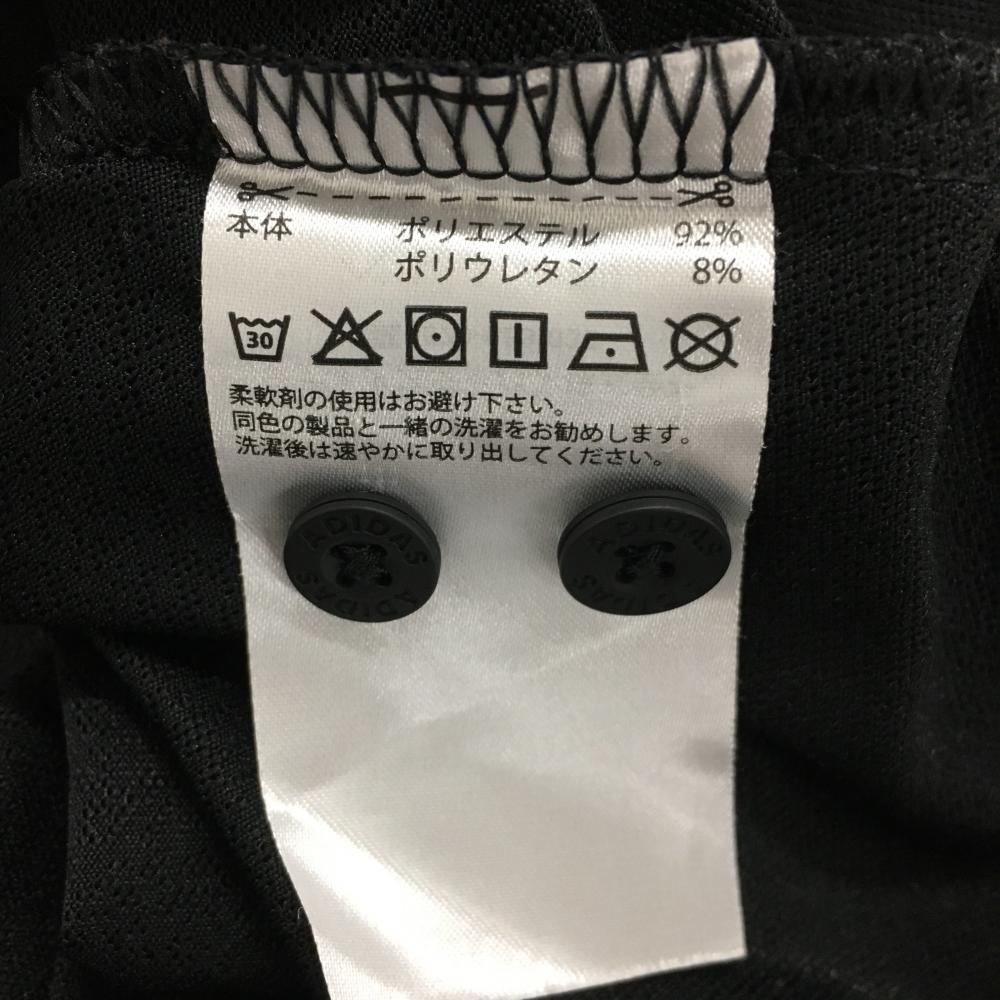 本体 ポリエステル 92%
ポリウレタン 8%
30
柔軟剤の使用はお避け下さい。
同色の製品と一緒の洗濯をお勧めします。
洗濯後は速やかに取り出してください。
ADIDAS ADIDAS
ADIDAS ADIDAS